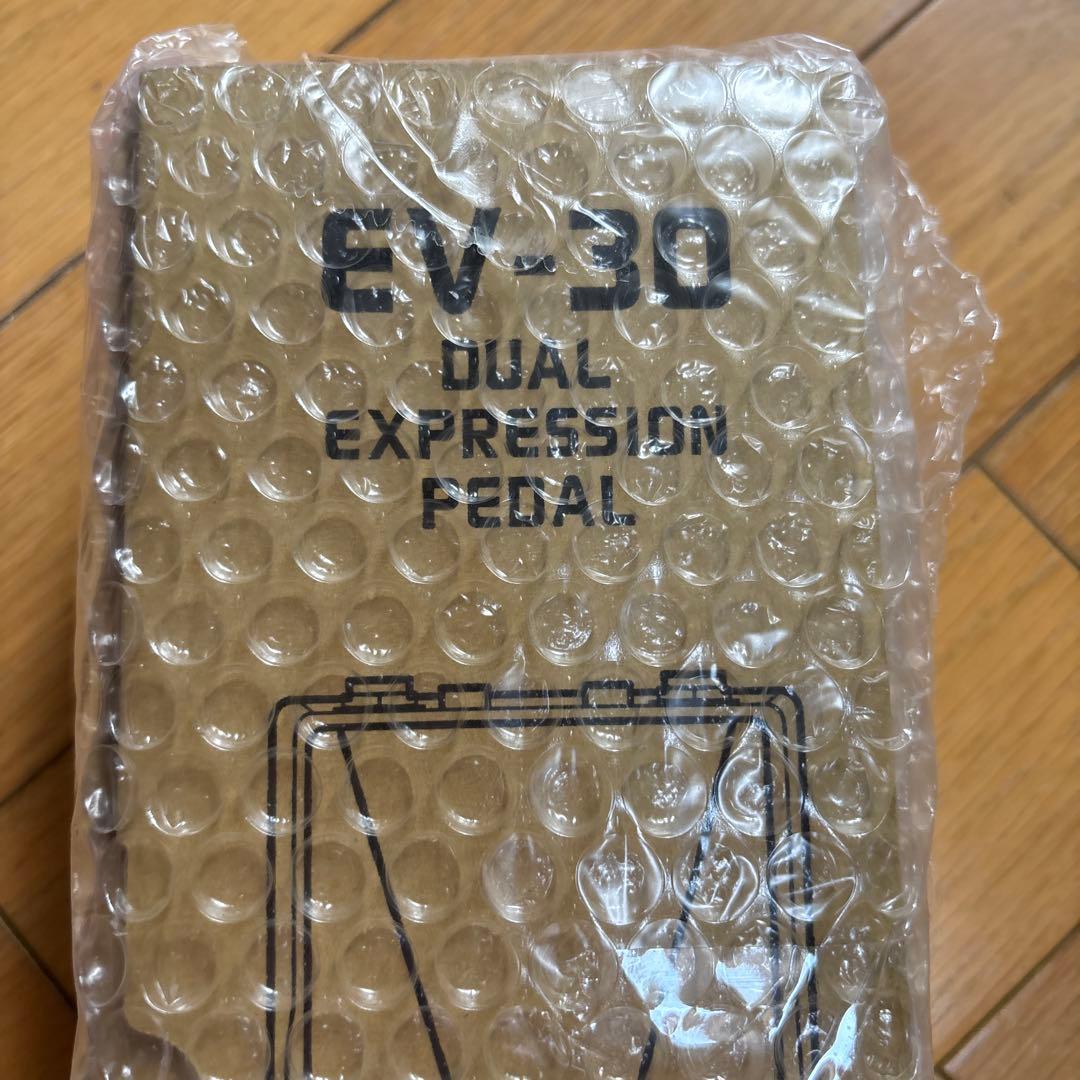 EV-30
DUAL
EXPRESSION
PEDAL